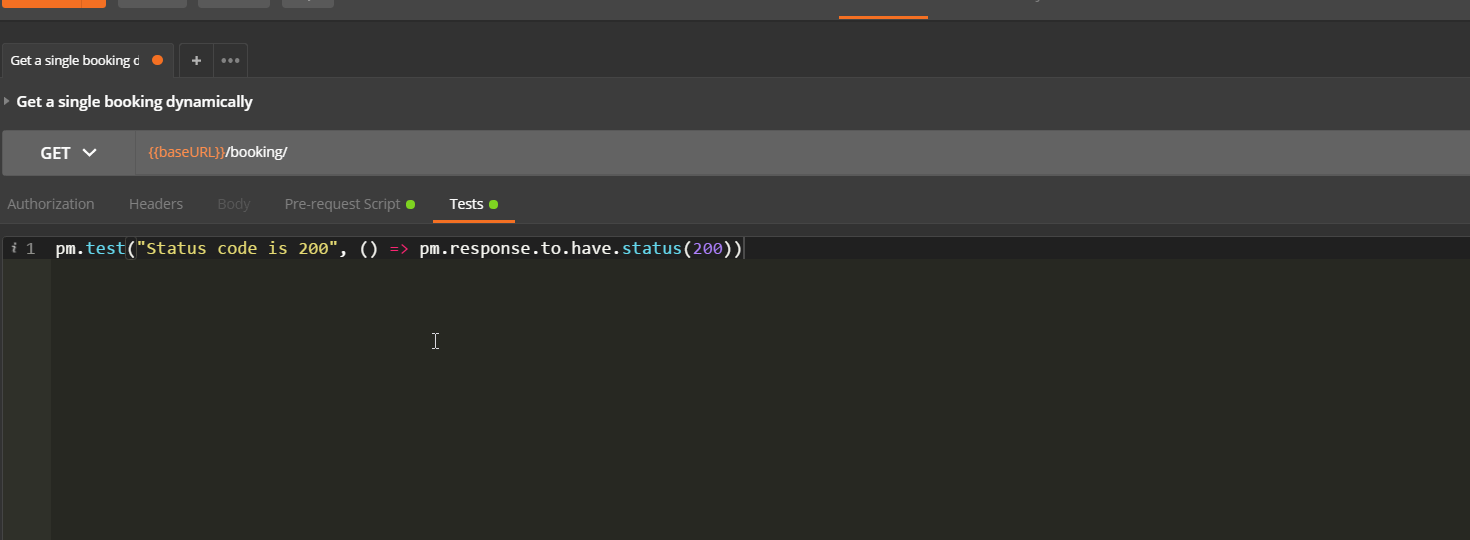 Get a single booking d
+ •••
Get a single booking dynamically
GET {{baseURL}}/booking/
Authorization Headers Body Pre-request Script Tests
i 1 pm.test("Status code is 200", () => pm.response.to.have.status(200))